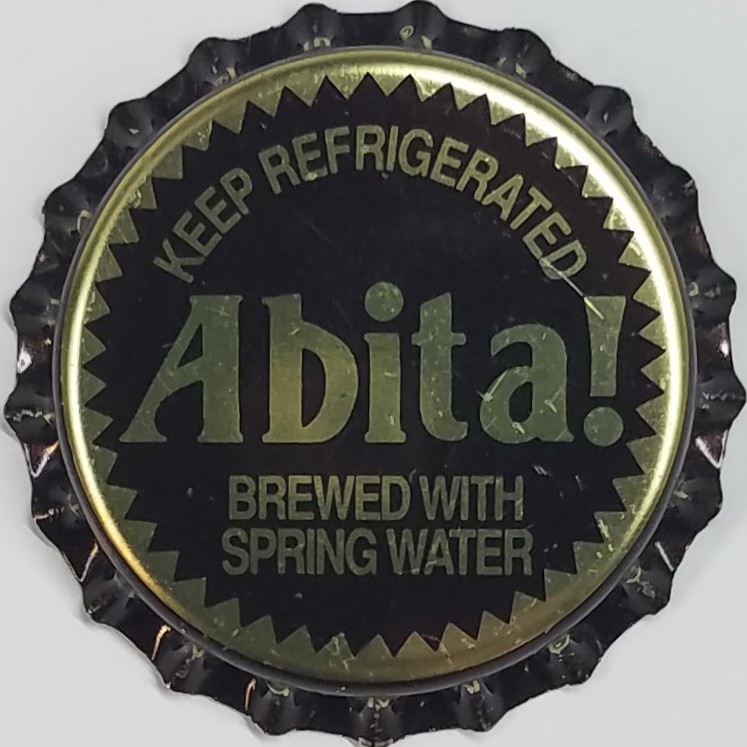 KEEP REFRIGERATED
Abita!
BREWED WITH
SPRING WATER